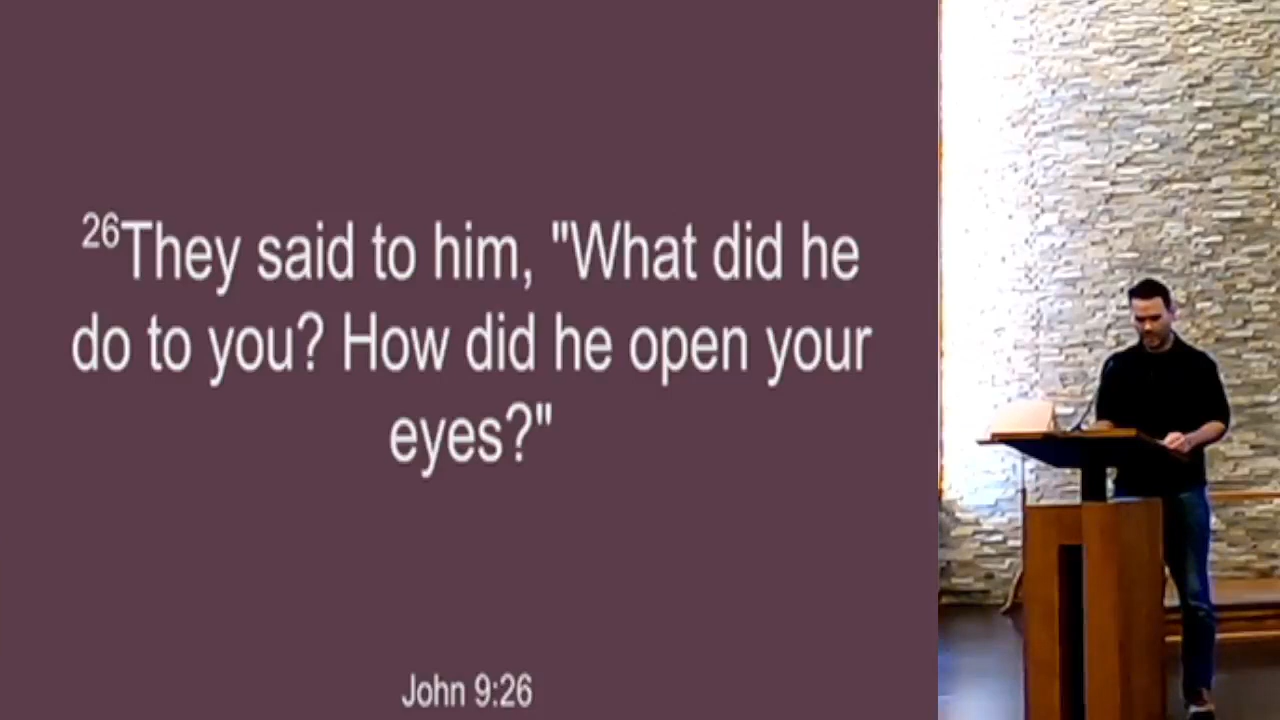 26They said to him, "What did he
do to you? How did he open your
eyes?"
John 9:26